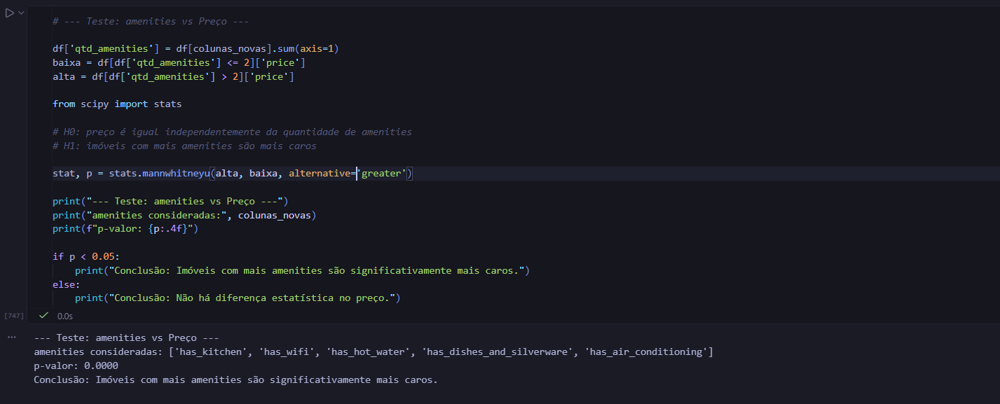 # --- Teste: amenities vs Preço ---
df['qtd_amenities'] = df[colunas_novas].sum(axis=1)
baixa = df[df['qtd_amenities'] <= 2]['price']
alta = df[df['qtd_amenities'] > 2]['price']
from scipy import stats
# H0: preço é igual independentemente da quantidade de amenities
# H1: imóveis com mais amenities são mais caros
stat, p = stats.mannwhitneyu(alta, baixa, alternative='greater')
print("--- Teste: amenities vs Preço ---")
print("amenities consideradas:", colunas_novas)
print(f"p-valor: {p:.4f}")
if p < 0.05:
    print("Conclusão: Imóveis com mais amenities são significativamente mais caros.")
else:
    print("Conclusão: Não há diferença estatística no preço.")
[747] 0.0s
--- Teste: amenities vs Preço ---
amenities consideradas: ['has_kitchen', 'has_wifi', 'has_hot_water', 'has_dishes_and_silverware', 'has_air_conditioning']
p-valor: 0.0000
Conclusão: Imóveis com mais amenities são significativamente mais caros.